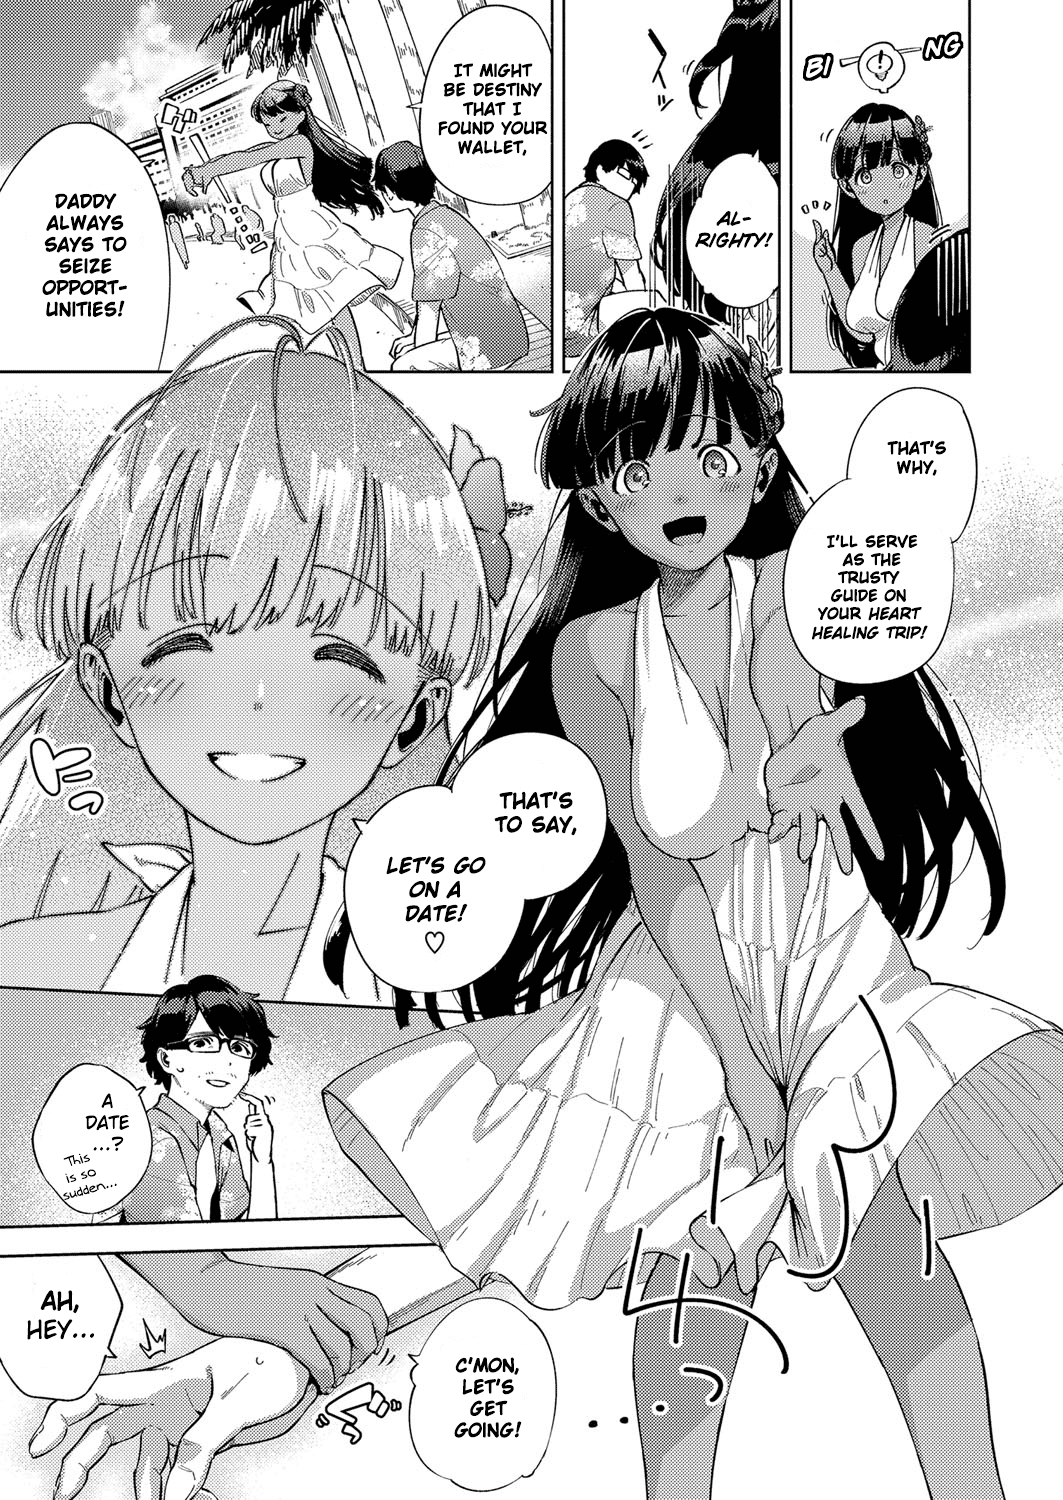 BI
NG
AL-
RIGHTY!
IT MIGHT
BE DESTINY
THAT I
FOUND YOUR
WALLET,
DADDY
ALWAYS
SAYS TO
SEIZE
OPPORT-
UNITIES!
THAT'S
WHY,
I'LL SERVE
AS THE
TRUSTY
GUIDE ON
YOUR HEART
HEALING TRIP!
THAT'S
TO SAY,
LET'S GO
ON A
DATE!
♡
A
DATE
...?
This
is so
sudden...
C'MON,
LET'S
GET
GOING!
AH,
HEY...